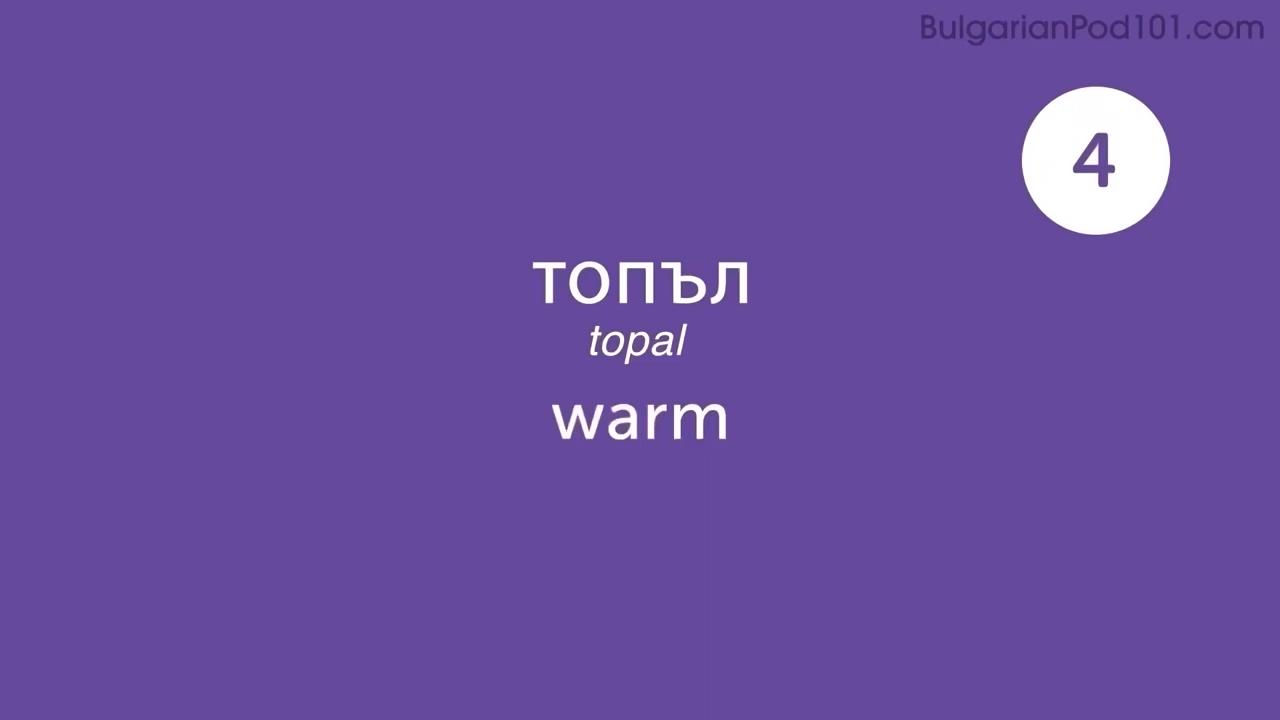 BulgarianPod101.com
4
топъл
topal
warm